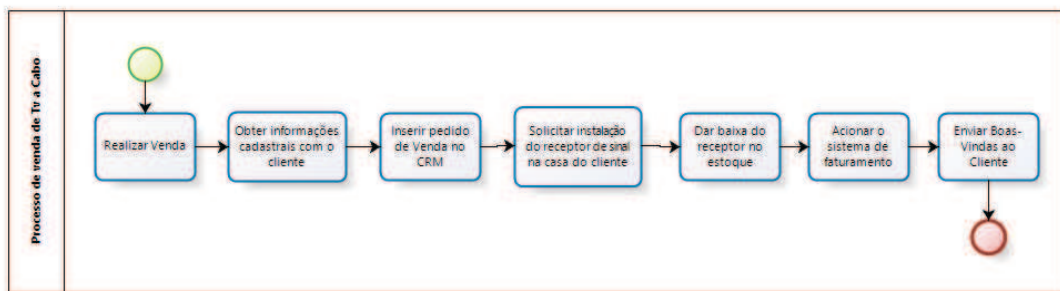 Processo de venda de Tv a Cabo
Realizar Venda
Obter informações
cadastrais com o
cliente
Inserir pedido
de Venda no
CRM
Solicitar instalação
do receptor de sinal
na casa do cliente
Dar baixa do
receptor no
estoque
Acionar o
sistema de
faturamento
Enviar Boas-
Vindas ao
Cliente